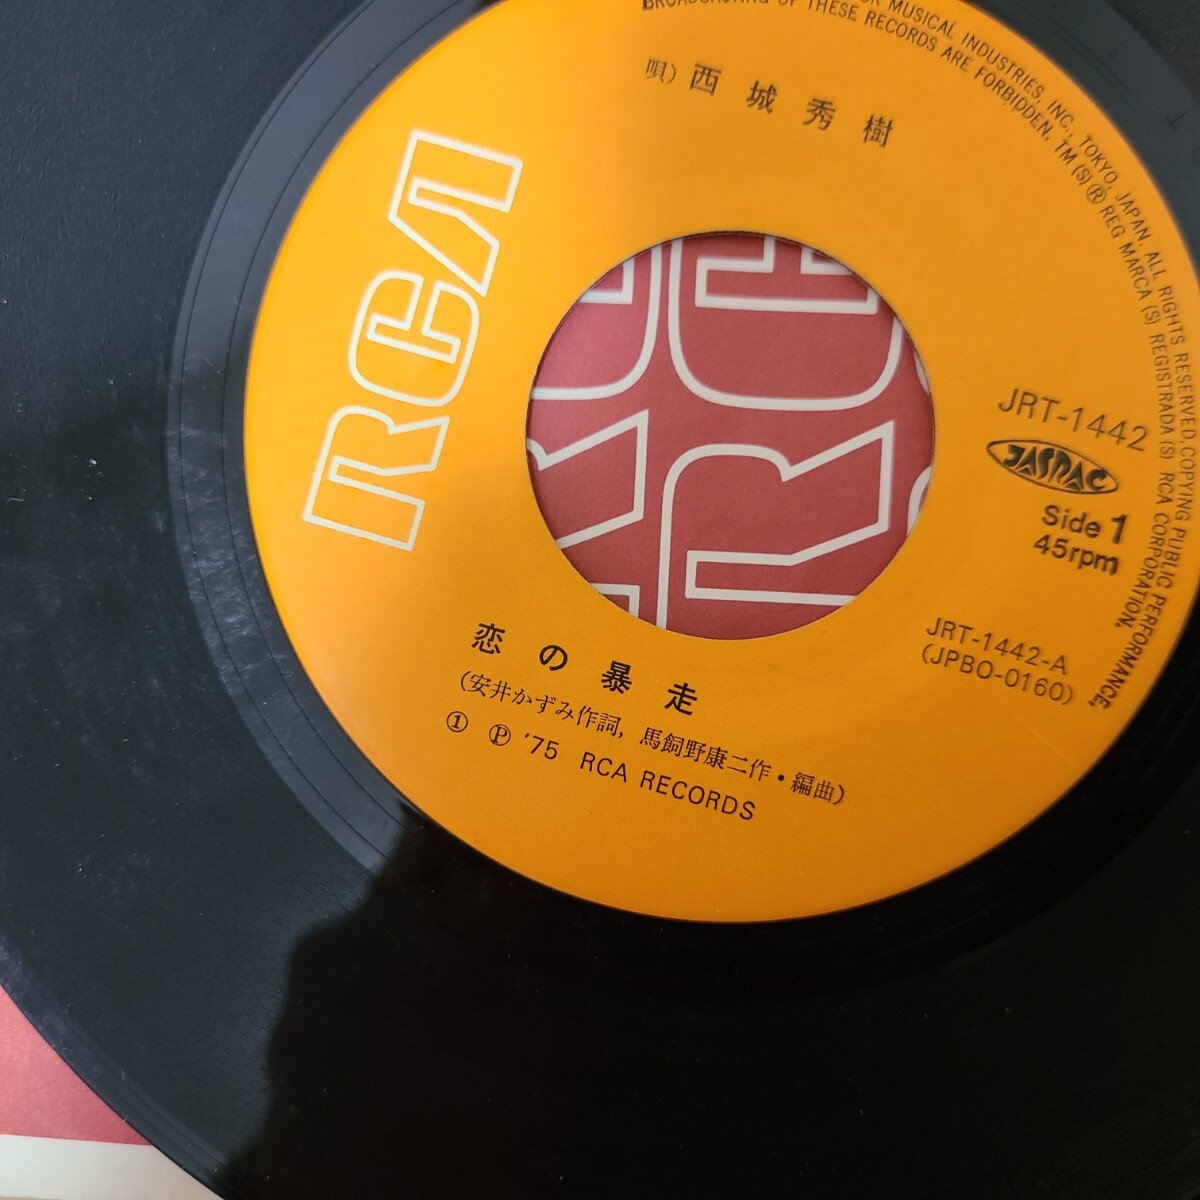 MUSICAL INDUSTRIES, INC., TOKYO, JAPAN. ALL RIGHTS RESERVED. COPYING PUBLIC PERFORMANCE,
BROADCASTING OF THESE RECORDS ARE FORBIDDEN. TM(S)® REG MARCA(S) REGISTRADA(S) RCA CORPORATION.
唄) 西城秀樹
RCA
JRT-1442
JASRAC
Side 1
45rpm
JRT-1442-A
(JPBO-0160)
恋の暴走
(安井かずみ作詞, 馬飼野康二作・編曲)
① Ⓟ '75 RCA RECORDS